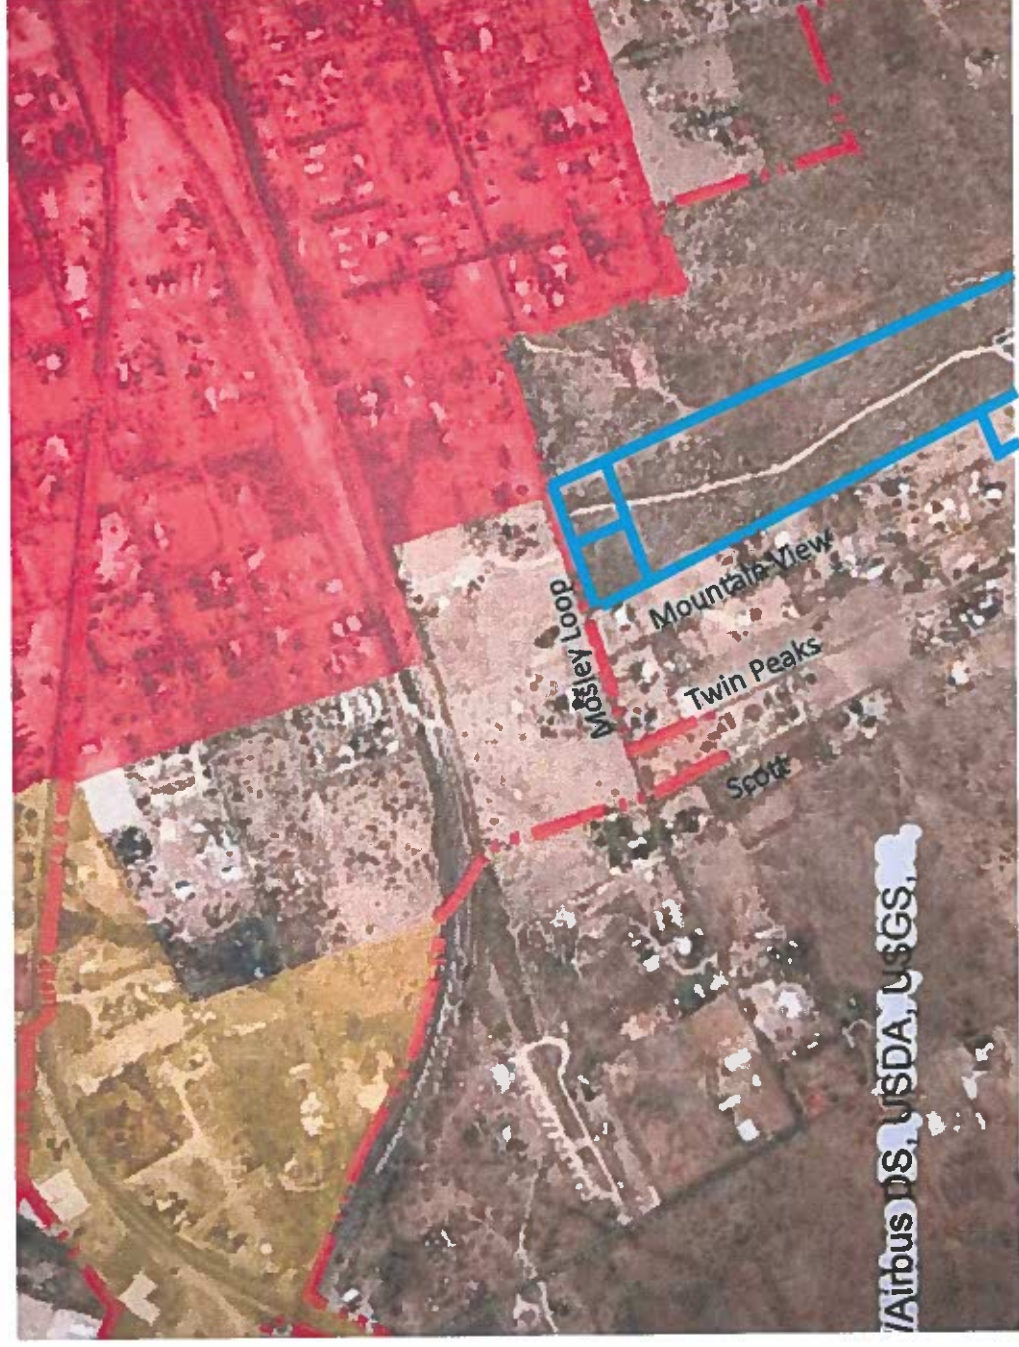 Mosley Loop
Mountain View
Twin Peaks
Scott
/Airbus DS, USDA, USGS,